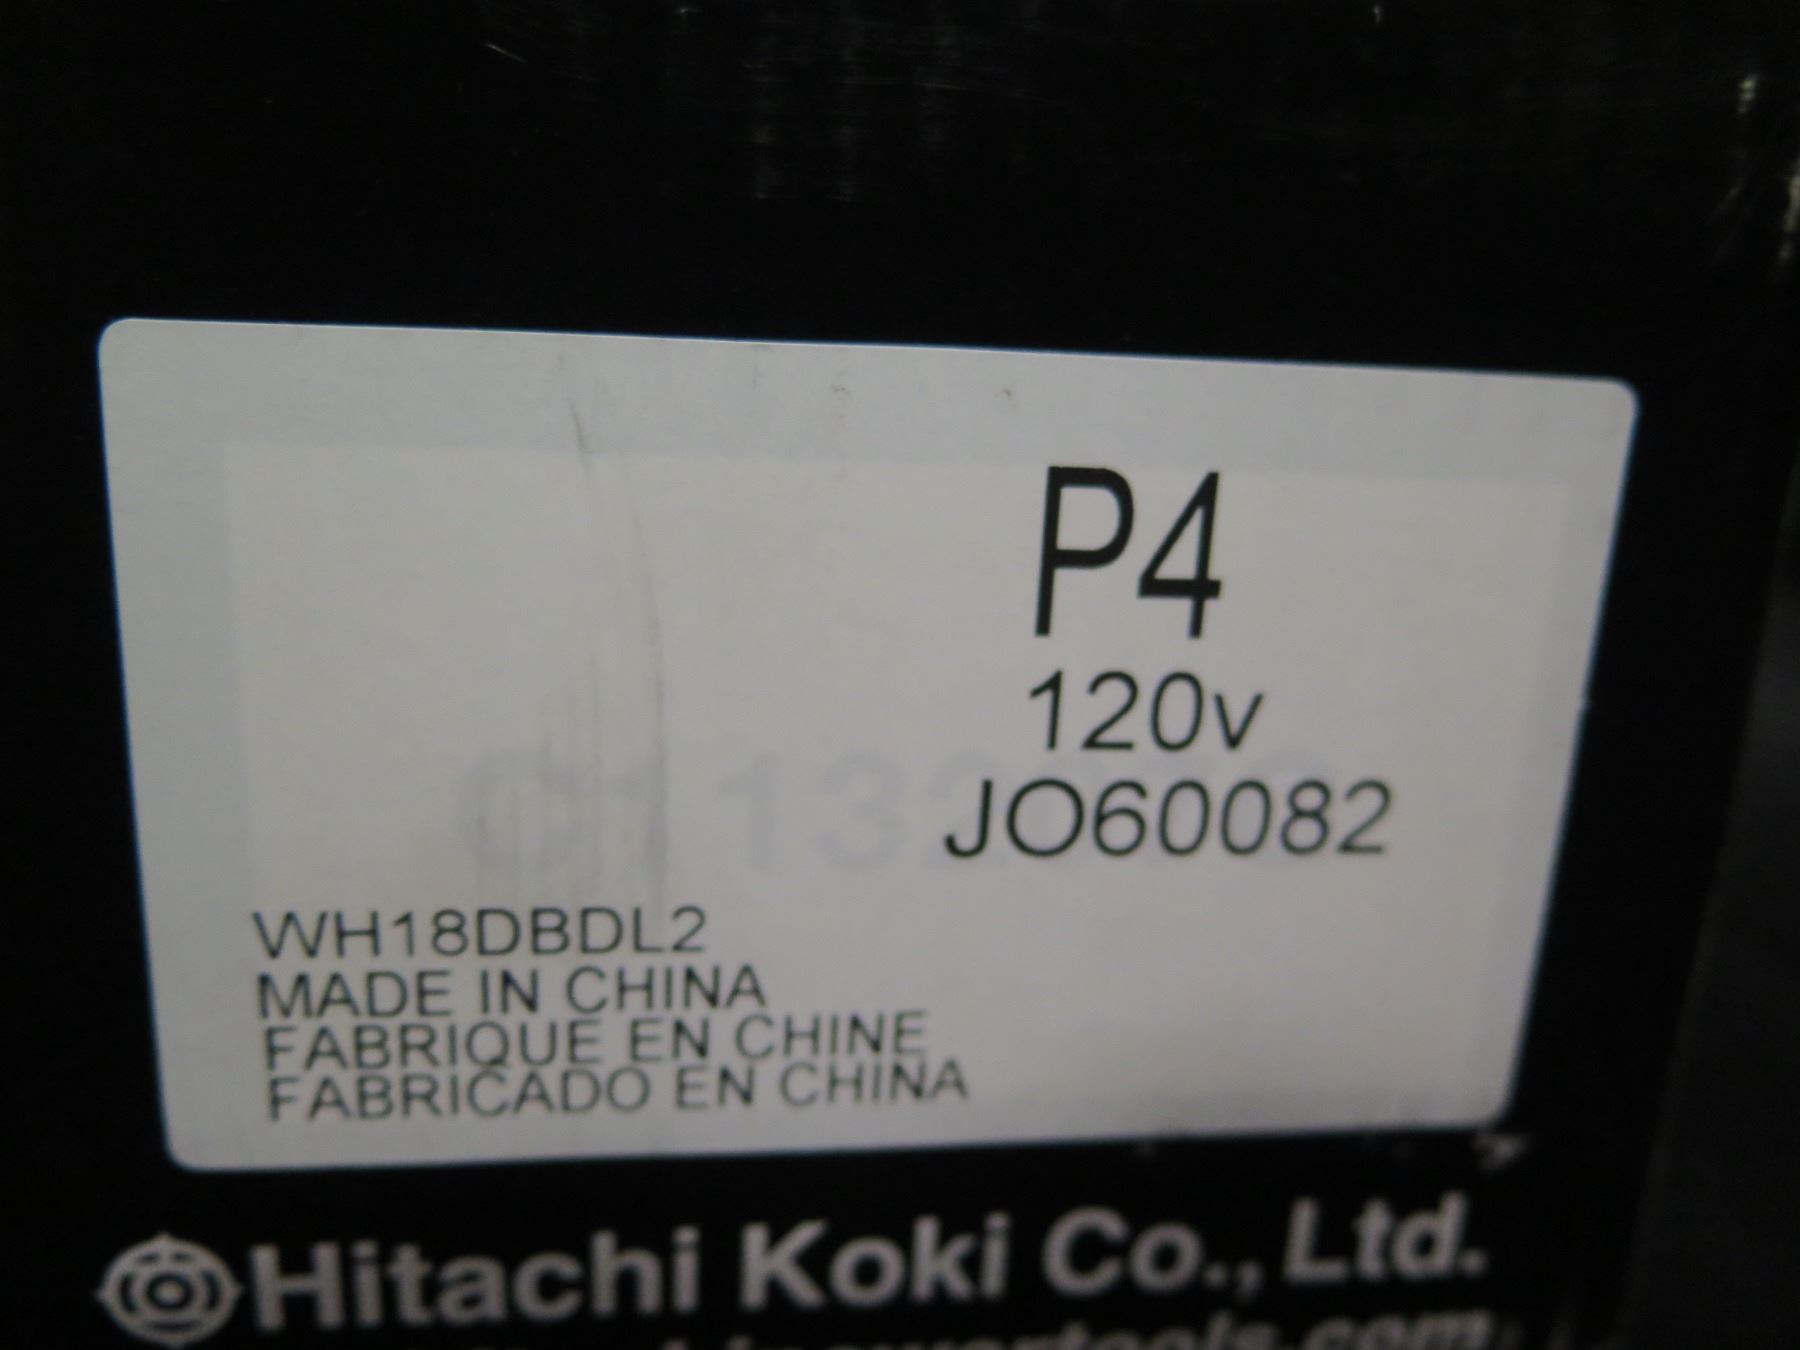 P4
120v
JO60082
WH18DBDL2
MADE IN CHINA
FABRIQUE EN CHINE
FABRICADO EN CHINA
Hitachi Koki Co., Ltd.